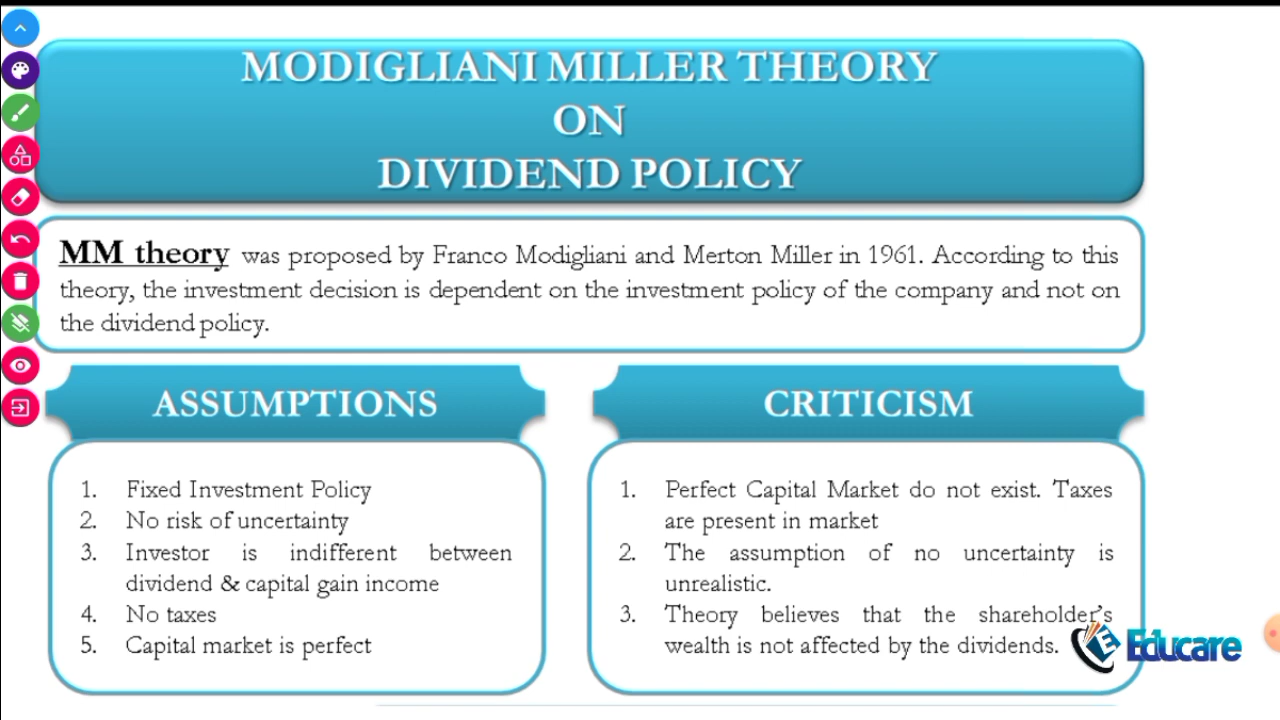 MODIGLIANI MILLER THEORY
ON
DIVIDEND POLICY
MM theory was proposed by Franco Modigliani and Merton Miller in 1961. According to this
theory, the investment decision is dependent on the investment policy of the company and not on
the dividend policy.
ASSUMPTIONS
1. Fixed Investment Policy
2. No risk of uncertainty
3. Investor is indifferent between
dividend & capital gain income
4. No taxes
5. Capital market is perfect
CRITICISM
1. Perfect Capital Market do not exist. Taxes
are present in market
2. The assumption of no uncertainty is
unrealistic.
3. Theory believes that the shareholder's
wealth is not affected by the dividends.
Educare